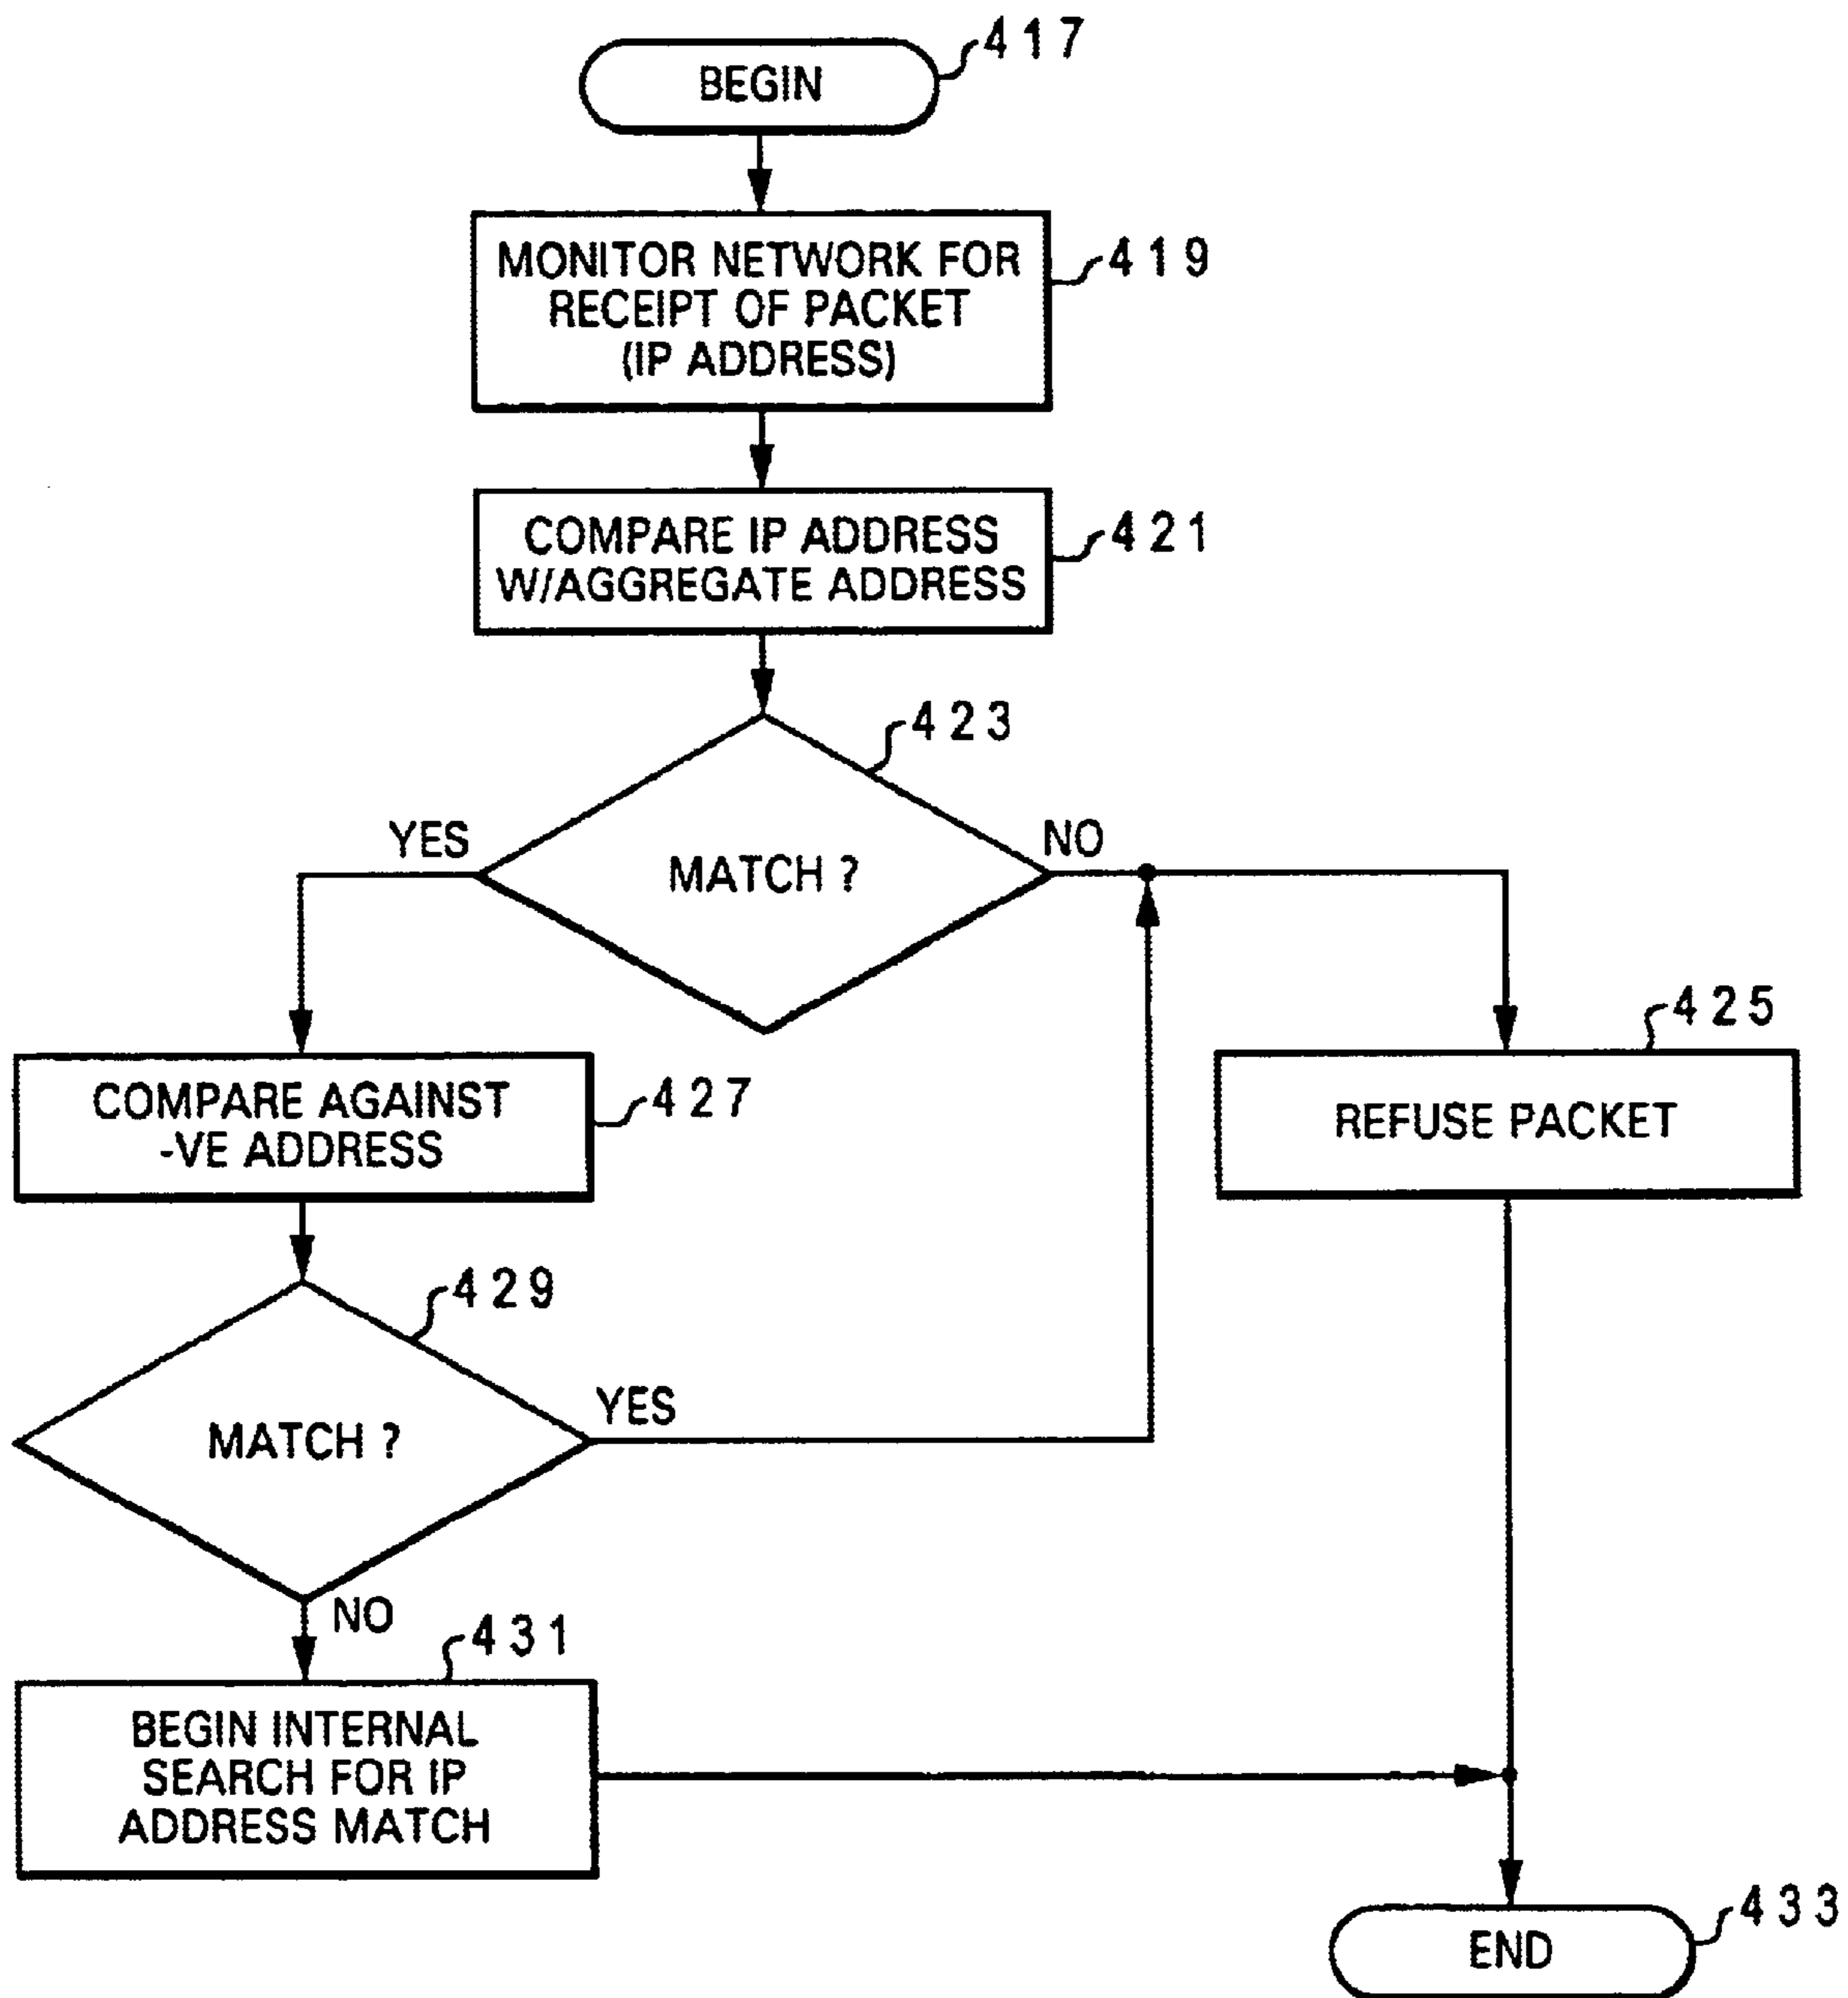 BEGIN
417
MONITOR NETWORK FOR
RECEIPT OF PACKET
(IP ADDRESS)
419
COMPARE IP ADDRESS
W/AGGREGATE ADDRESS
421
423
YES
MATCH ?
NO
425
COMPARE AGAINST
-VE ADDRESS
427
REFUSE PACKET
429
MATCH ?
YES
NO
431
BEGIN INTERNAL
SEARCH FOR IP
ADDRESS MATCH
433
END